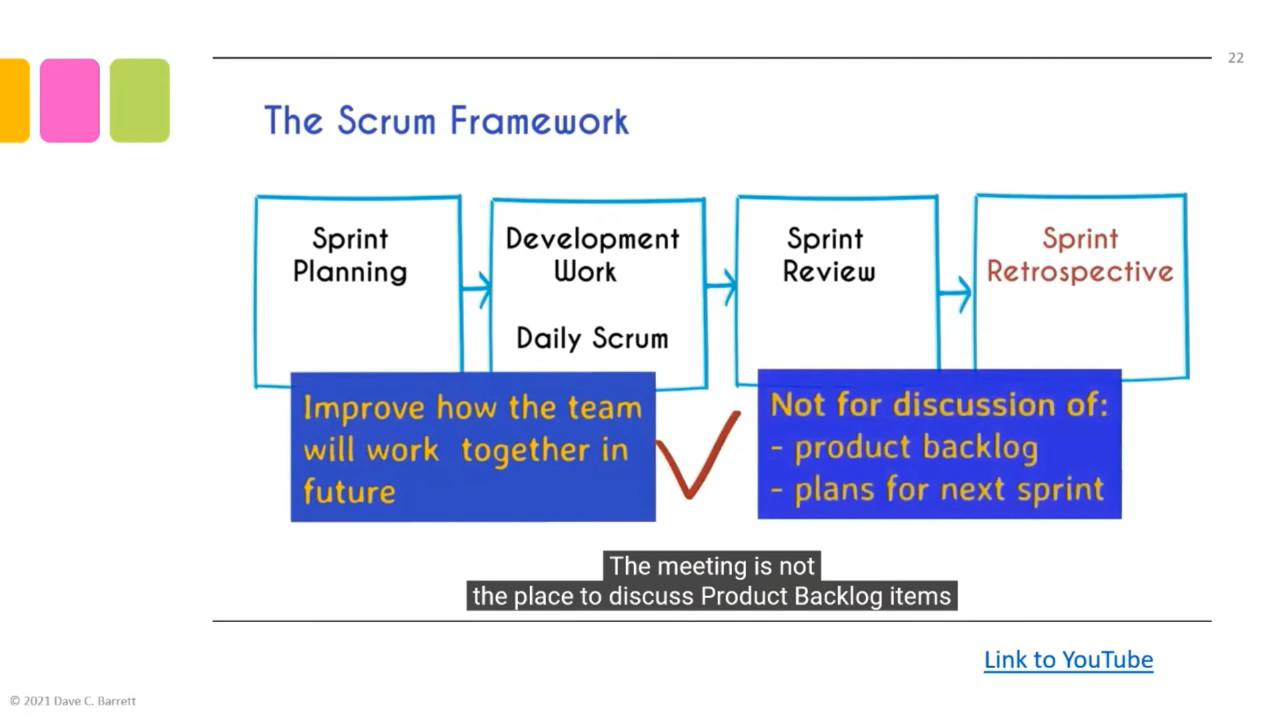 22
The Scrum Framework
Sprint
Planning
Development
Work
Daily Scrum
Sprint
Review
Sprint
Retrospective
Improve how the team
will work together in
future
Not for discussion of:
- product backlog
- plans for next sprint
The meeting is not
the place to discuss Product Backlog items
Link to YouTube
© 2021 Dave C. Barrett